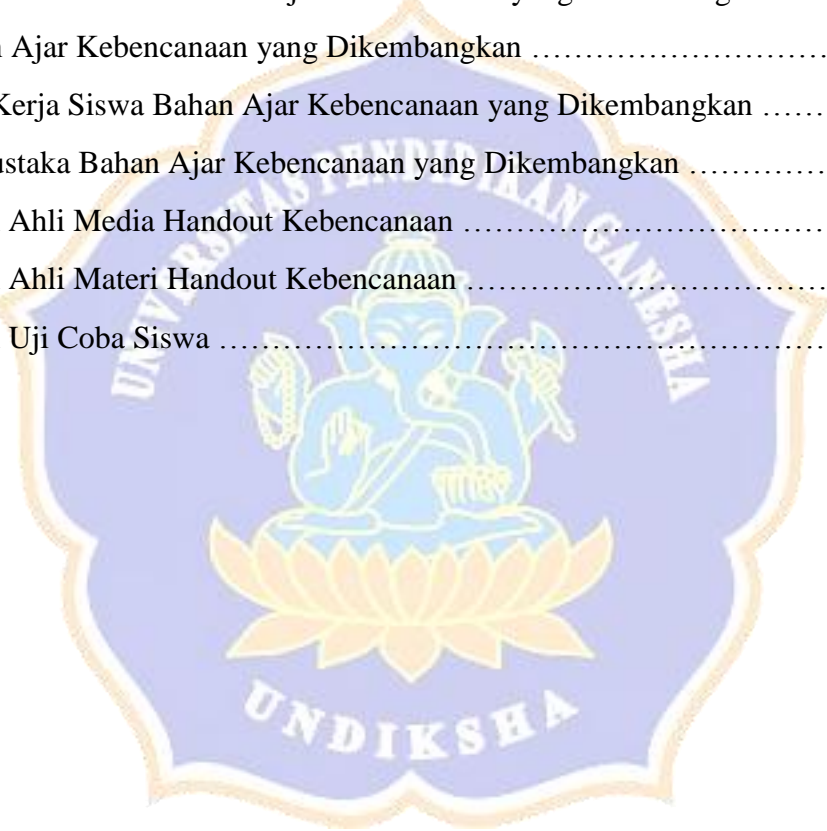 Ajar Kebencanaan yang Dikembangkan ……………………………
Kerja Siswa Bahan Ajar Kebencanaan yang Dikembangkan ……
Bahan Ajar Kebencanaan yang Dikembangkan ……………
Ahli Media Handout Kebencanaan …………………………………
Ahli Materi Handout Kebencanaan …………………………………
Uji Coba Siswa ……………………………………………………
UNIVERSITAS PENDIDIKAN GANESHA
UNDIKSHA